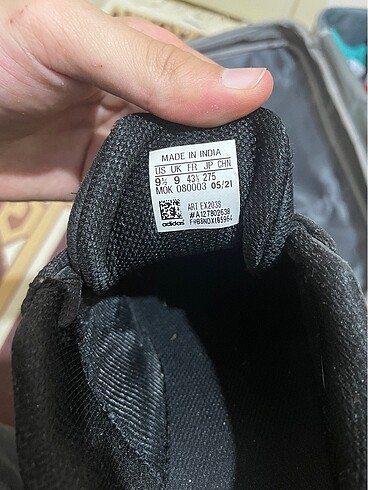 MADE IN INDIA
US UK FR JP CHN
9½ 9 43⅓ 275
MOK 080003 05/21
ART EX2038
#A127802638
adidas